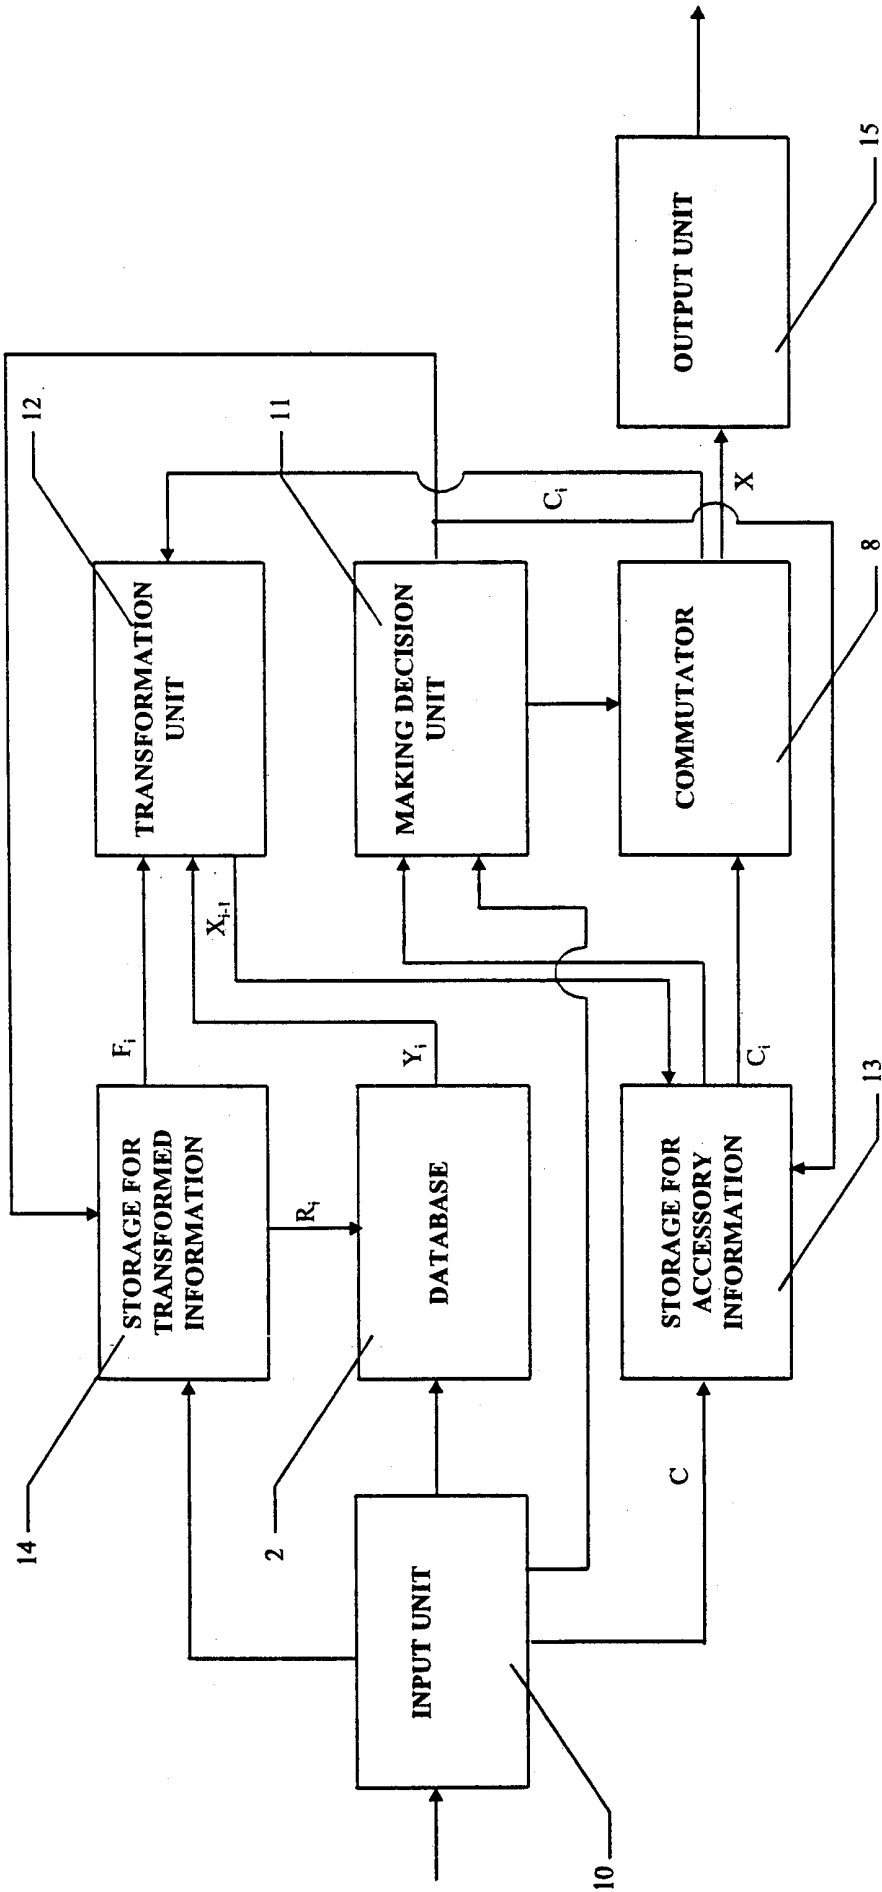 12
11
TRANSFORMATION
UNIT
MAKING DECISION
UNIT
COMMUTATOR
OUTPUT UNIT
15
8
C_i
X
X_{i-1}
F_i
Y_i
C_i
STORAGE FOR
TRANSFORMED
INFORMATION
R_i
DATABASE
STORAGE FOR
ACCESSORY
INFORMATION
13
14
2
C
INPUT UNIT
10